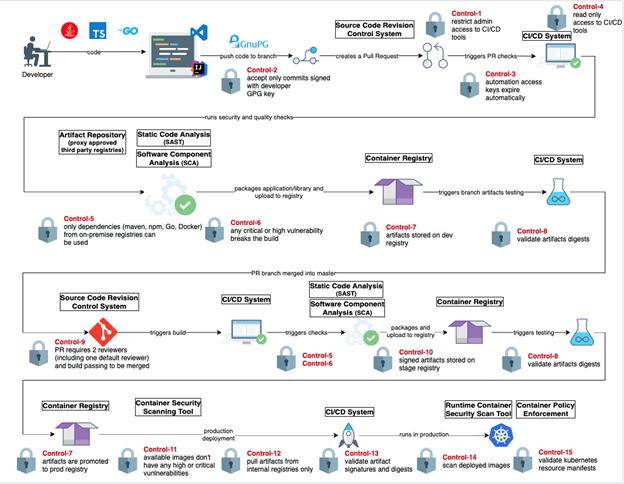 Control-4
read only
access to CI/CD
tools
Control-1
restrict admin
access to CI/CD
tools
Source Code Revision
Control System
CI/CD System
TS
GO
GnuPG
IJ
Developer
code
push code to branch
creates a Pull Request
triggers PR checks
Control-2
accept only commits signed
with developer
GPG key
Control-3
automation access
keys expire
automatically
runs security and quality checks
Artifact Repository
(proxy approved
third party registries)
Static Code Analysis
(SAST)
Software Component
Analysis (SCA)
Container Registry
CI/CD System
packages application/library and
upload to registry
triggers branch artifacts testing
Control-5
only dependencies (maven, npm, Go, Docker)
from on-premise registries can
be used
Control-6
any critical or high vulnerability
breaks the build
Control-7
artifacts stored on dev
registry
Control-8
validate artifacts digests
PR branch merged into master
Source Code Revision
Control System
CI/CD System
Static Code Analysis
(SAST)
Software Component
Analysis (SCA)
Container Registry
triggers build
triggers checks
packages and
upload to registry
triggers testing
Control-9
PR requires 2 reviewers
(including one default reviewer)
and build passing to be merged
Control-5
Control-6
Control-10
signed artifacts stored on
stage registry
Control-8
validate artifacts digests
Container Registry
Container Security
Scanning Tool
CI/CD System
Runtime Container
Security Scan Tool
Container Policy
Enforcement
production
deployment
runs in production
Control-7
artifacts are promoted
to prod registry
Control-11
available images don't
have any high or critical
vunlnerabilities
Control-12
pull artifacts from
internal registries only
Control-13
validate artifact
signatures and digests
Control-14
scan deployed images
Control-15
validate kubernetes
resource manifests